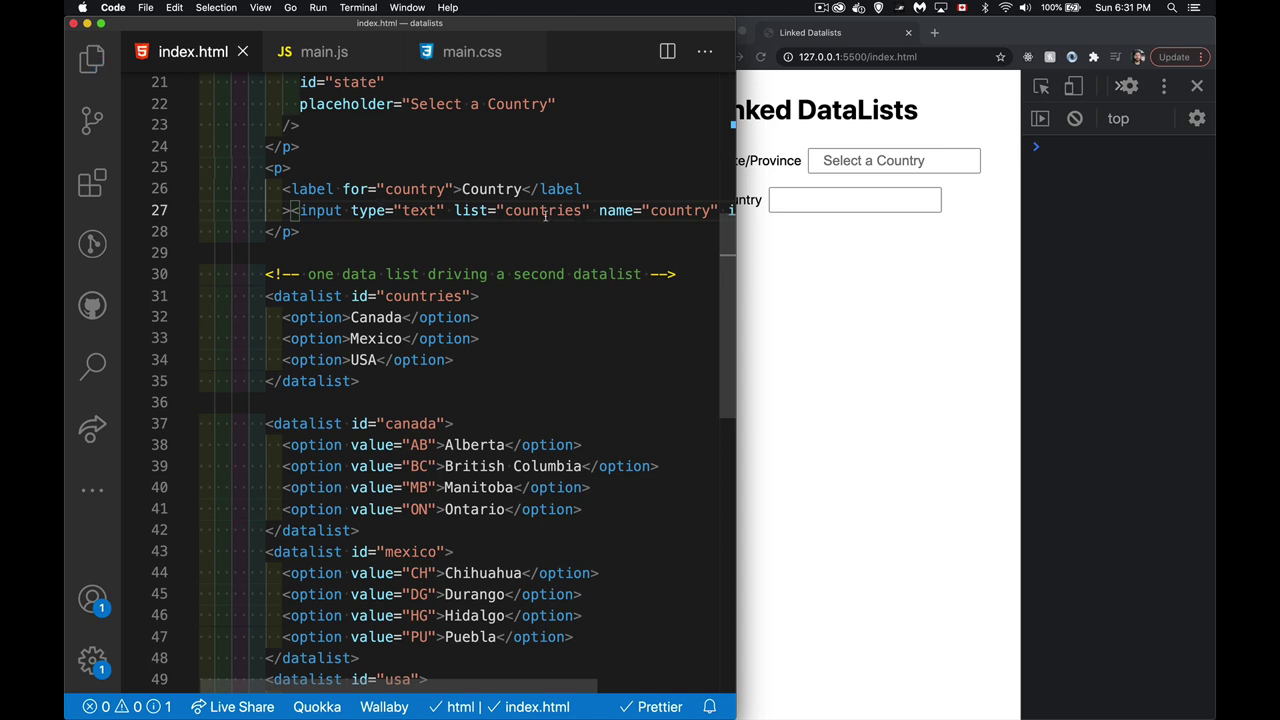 Code File Edit Selection View Go Run Terminal Window Help 100% Sun 6:31 PM
index.html — datalists
index.html JS main.js main.css
21 id="state"
22 placeholder="Select a Country"
23 />
24 </p>
25 <p>
26 <label for="country">Country</label
27 ><input type="text" list="countries" name="country" i
28 </p>
29
30 <!-- one data list driving a second datalist -->
31 <datalist id="countries">
32 <option>Canada</option>
33 <option>Mexico</option>
34 <option>USA</option>
35 </datalist>
36
37 <datalist id="canada">
38 <option value="AB">Alberta</option>
39 <option value="BC">British Columbia</option>
40 <option value="MB">Manitoba</option>
41 <option value="ON">Ontario</option>
42 </datalist>
43 <datalist id="mexico">
44 <option value="CH">Chihuahua</option>
45 <option value="DG">Durango</option>
46 <option value="HG">Hidalgo</option>
47 <option value="PU">Puebla</option>
48 </datalist>
49 <datalist id="usa">
1
1
0 0 1 Live Share Quokka Wallaby html | index.html Prettier
Linked Datalists
127.0.0.1:5500/index.html Update
nked DataLists
te/Province Select a Country
untry
top